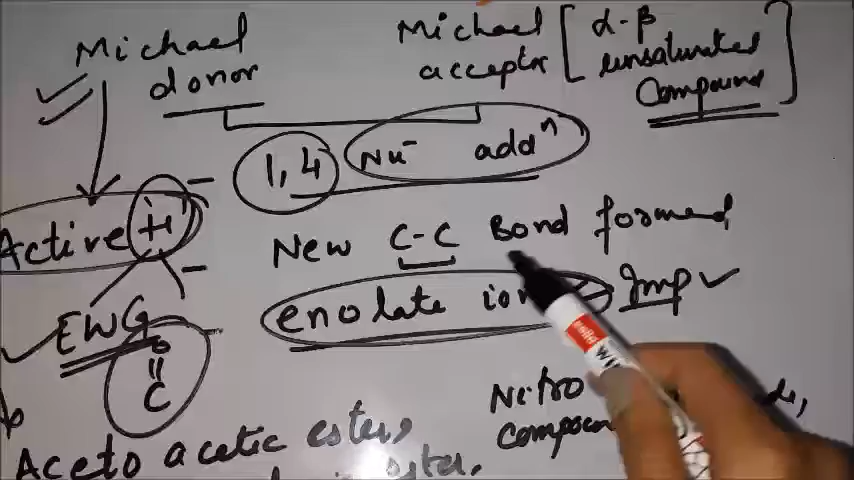 Michael donor
Michael acceptor [ α-β unsaturated Compound ]
1,4 Nu⁻ addⁿ
Active 'H'
New C-C Bond formed
enolate ion Imp ✓
EWG
O
=
C
Nitro
Aceto acetic ester,
ester.